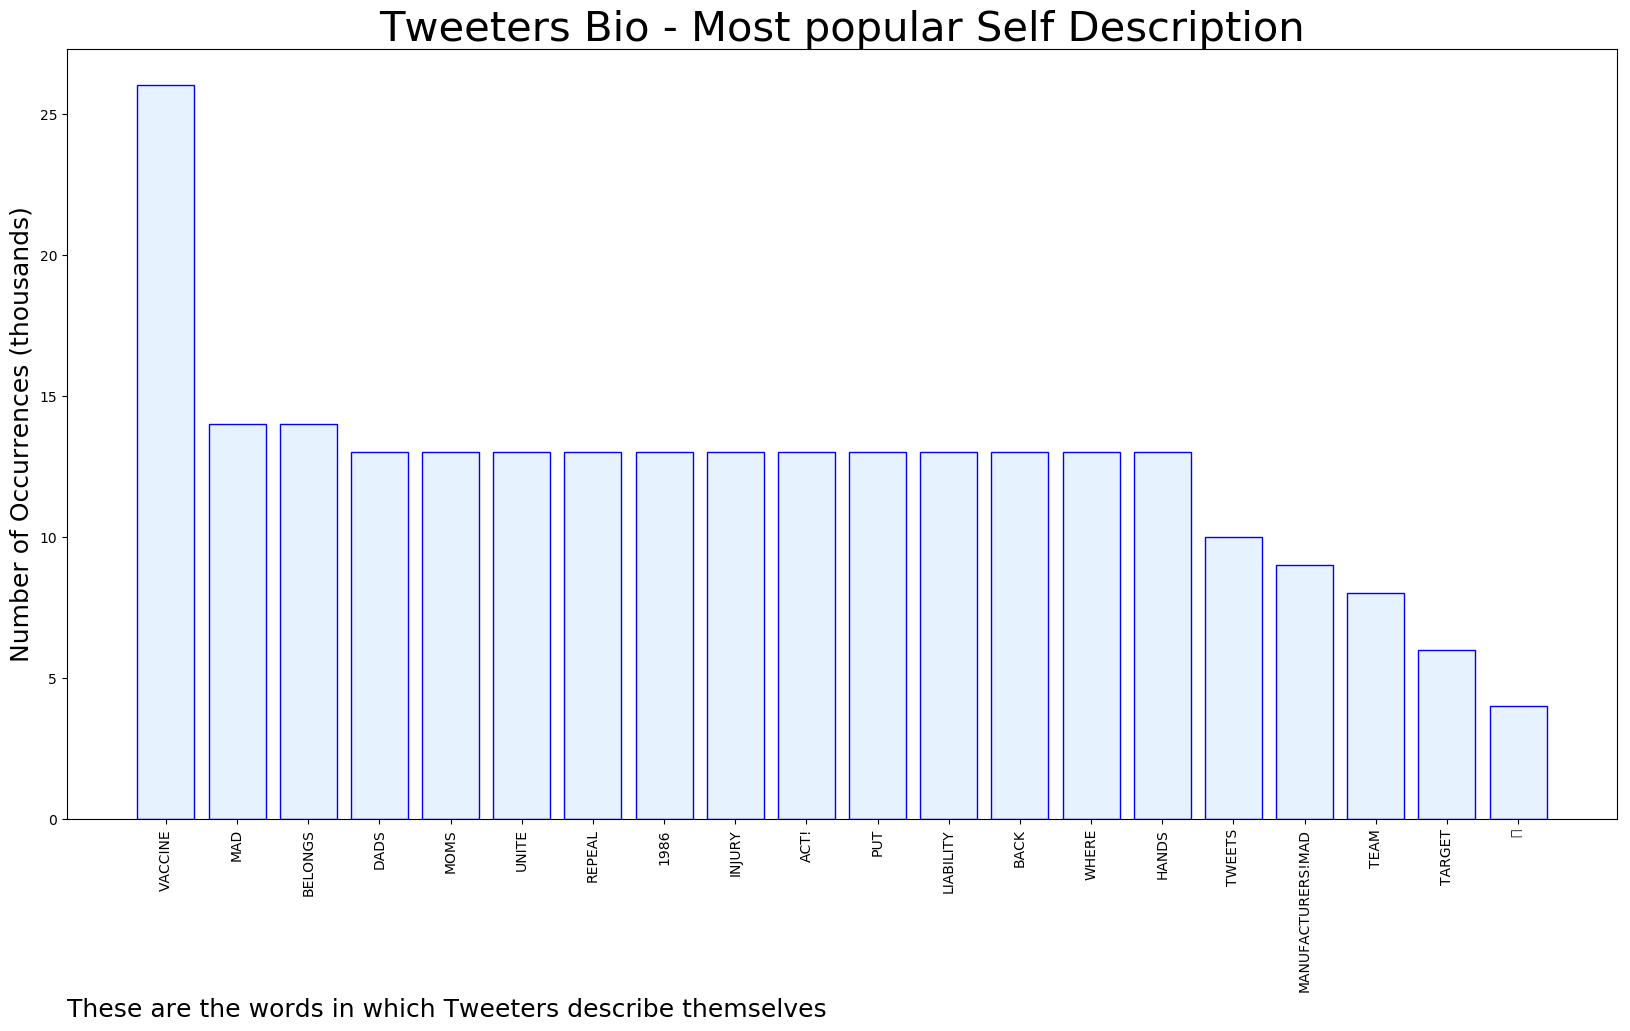 Tweeters Bio - Most popular Self Description
Number of Occurrences (thousands)
25
20
15
10
5
0
VACCINE
MAD
BELONGS
DADS
MOMS
UNITE
REPEAL
1986
INJURY
ACT!
PUT
LIABILITY
BACK
WHERE
HANDS
TWEETS
MANUFACTURERS!MAD
TEAM
TARGET
These are the words in which Tweeters describe themselves